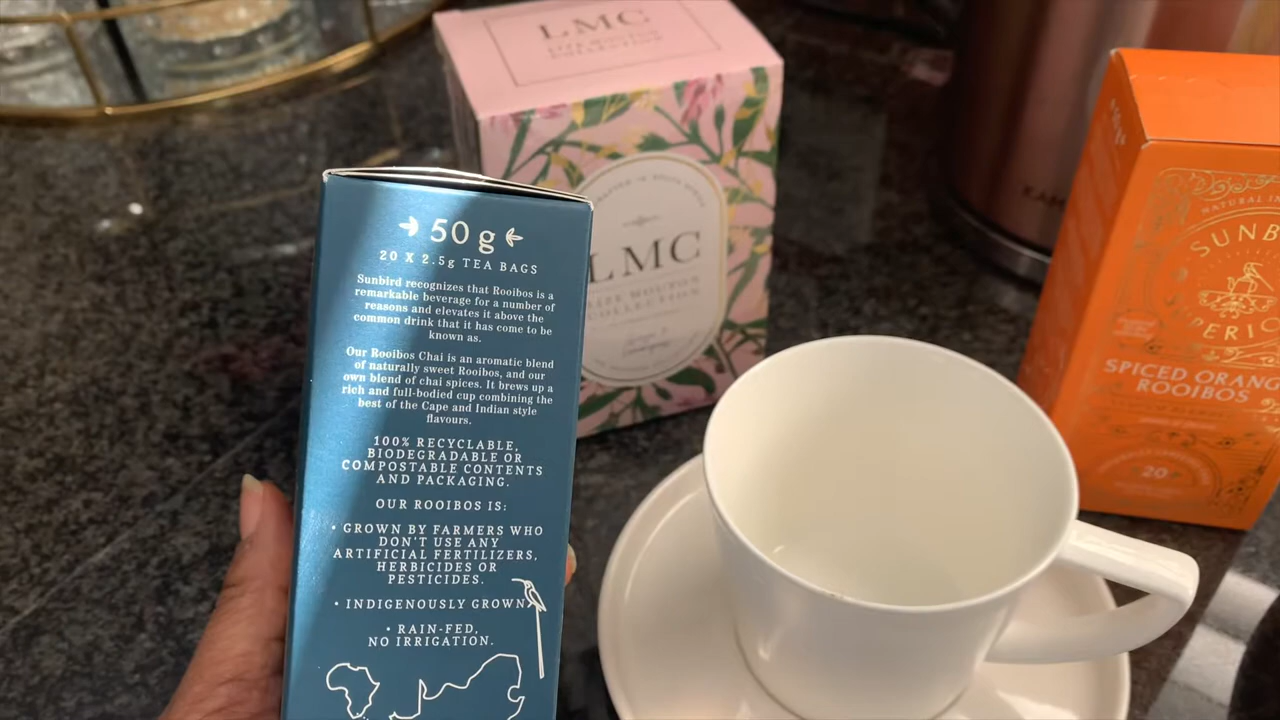 50 g
20 X 2.5g TEA BAGS
Sunbird recognizes that Rooibos is a
remarkable beverage for a number of
reasons and elevates it above the
common drink that it has come to be
known as.
Our Rooibos Chai is an aromatic blend
of naturally sweet Rooibos, and our
own blend of chai spices. It brews up a
rich and full-bodied cup combining the
best of the Cape and Indian style
flavours.
100% RECYCLABLE,
BIODEGRADABLE OR
COMPOSTABLE CONTENTS
AND PACKAGING.
OUR ROOIBOS IS:
• GROWN BY FARMERS WHO
DON'T USE ANY
ARTIFICIAL FERTILIZERS,
HERBICIDES OR
PESTICIDES.
• INDIGENOUSLY GROWN
• RAIN-FED,
NO IRRIGATION.
LMC
LMC
COLLECTION
NATURAL
SUNB
SPICED ORANG
ROOIBOS
20